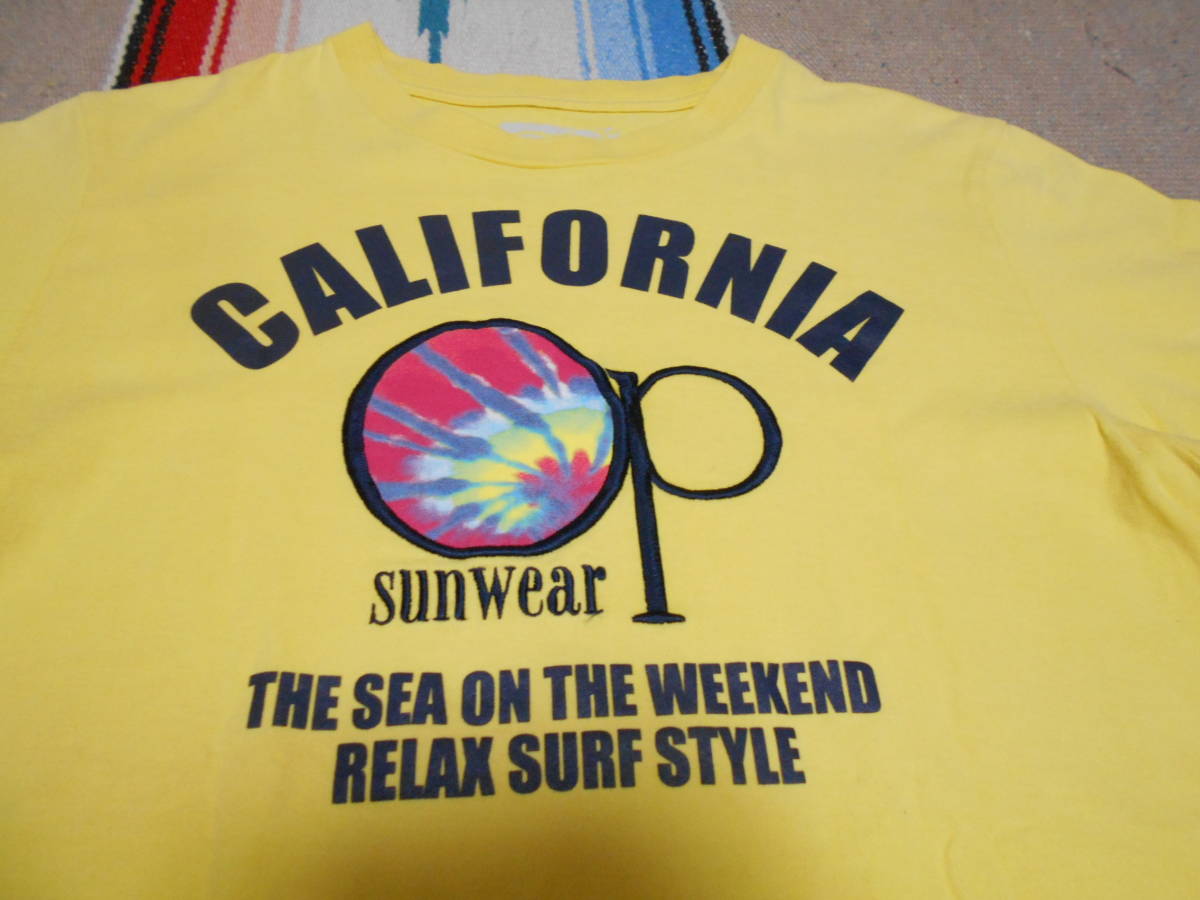 CALIFORNIA
op
sunwear
THE SEA ON THE WEEKEND
RELAX SURF STYLE